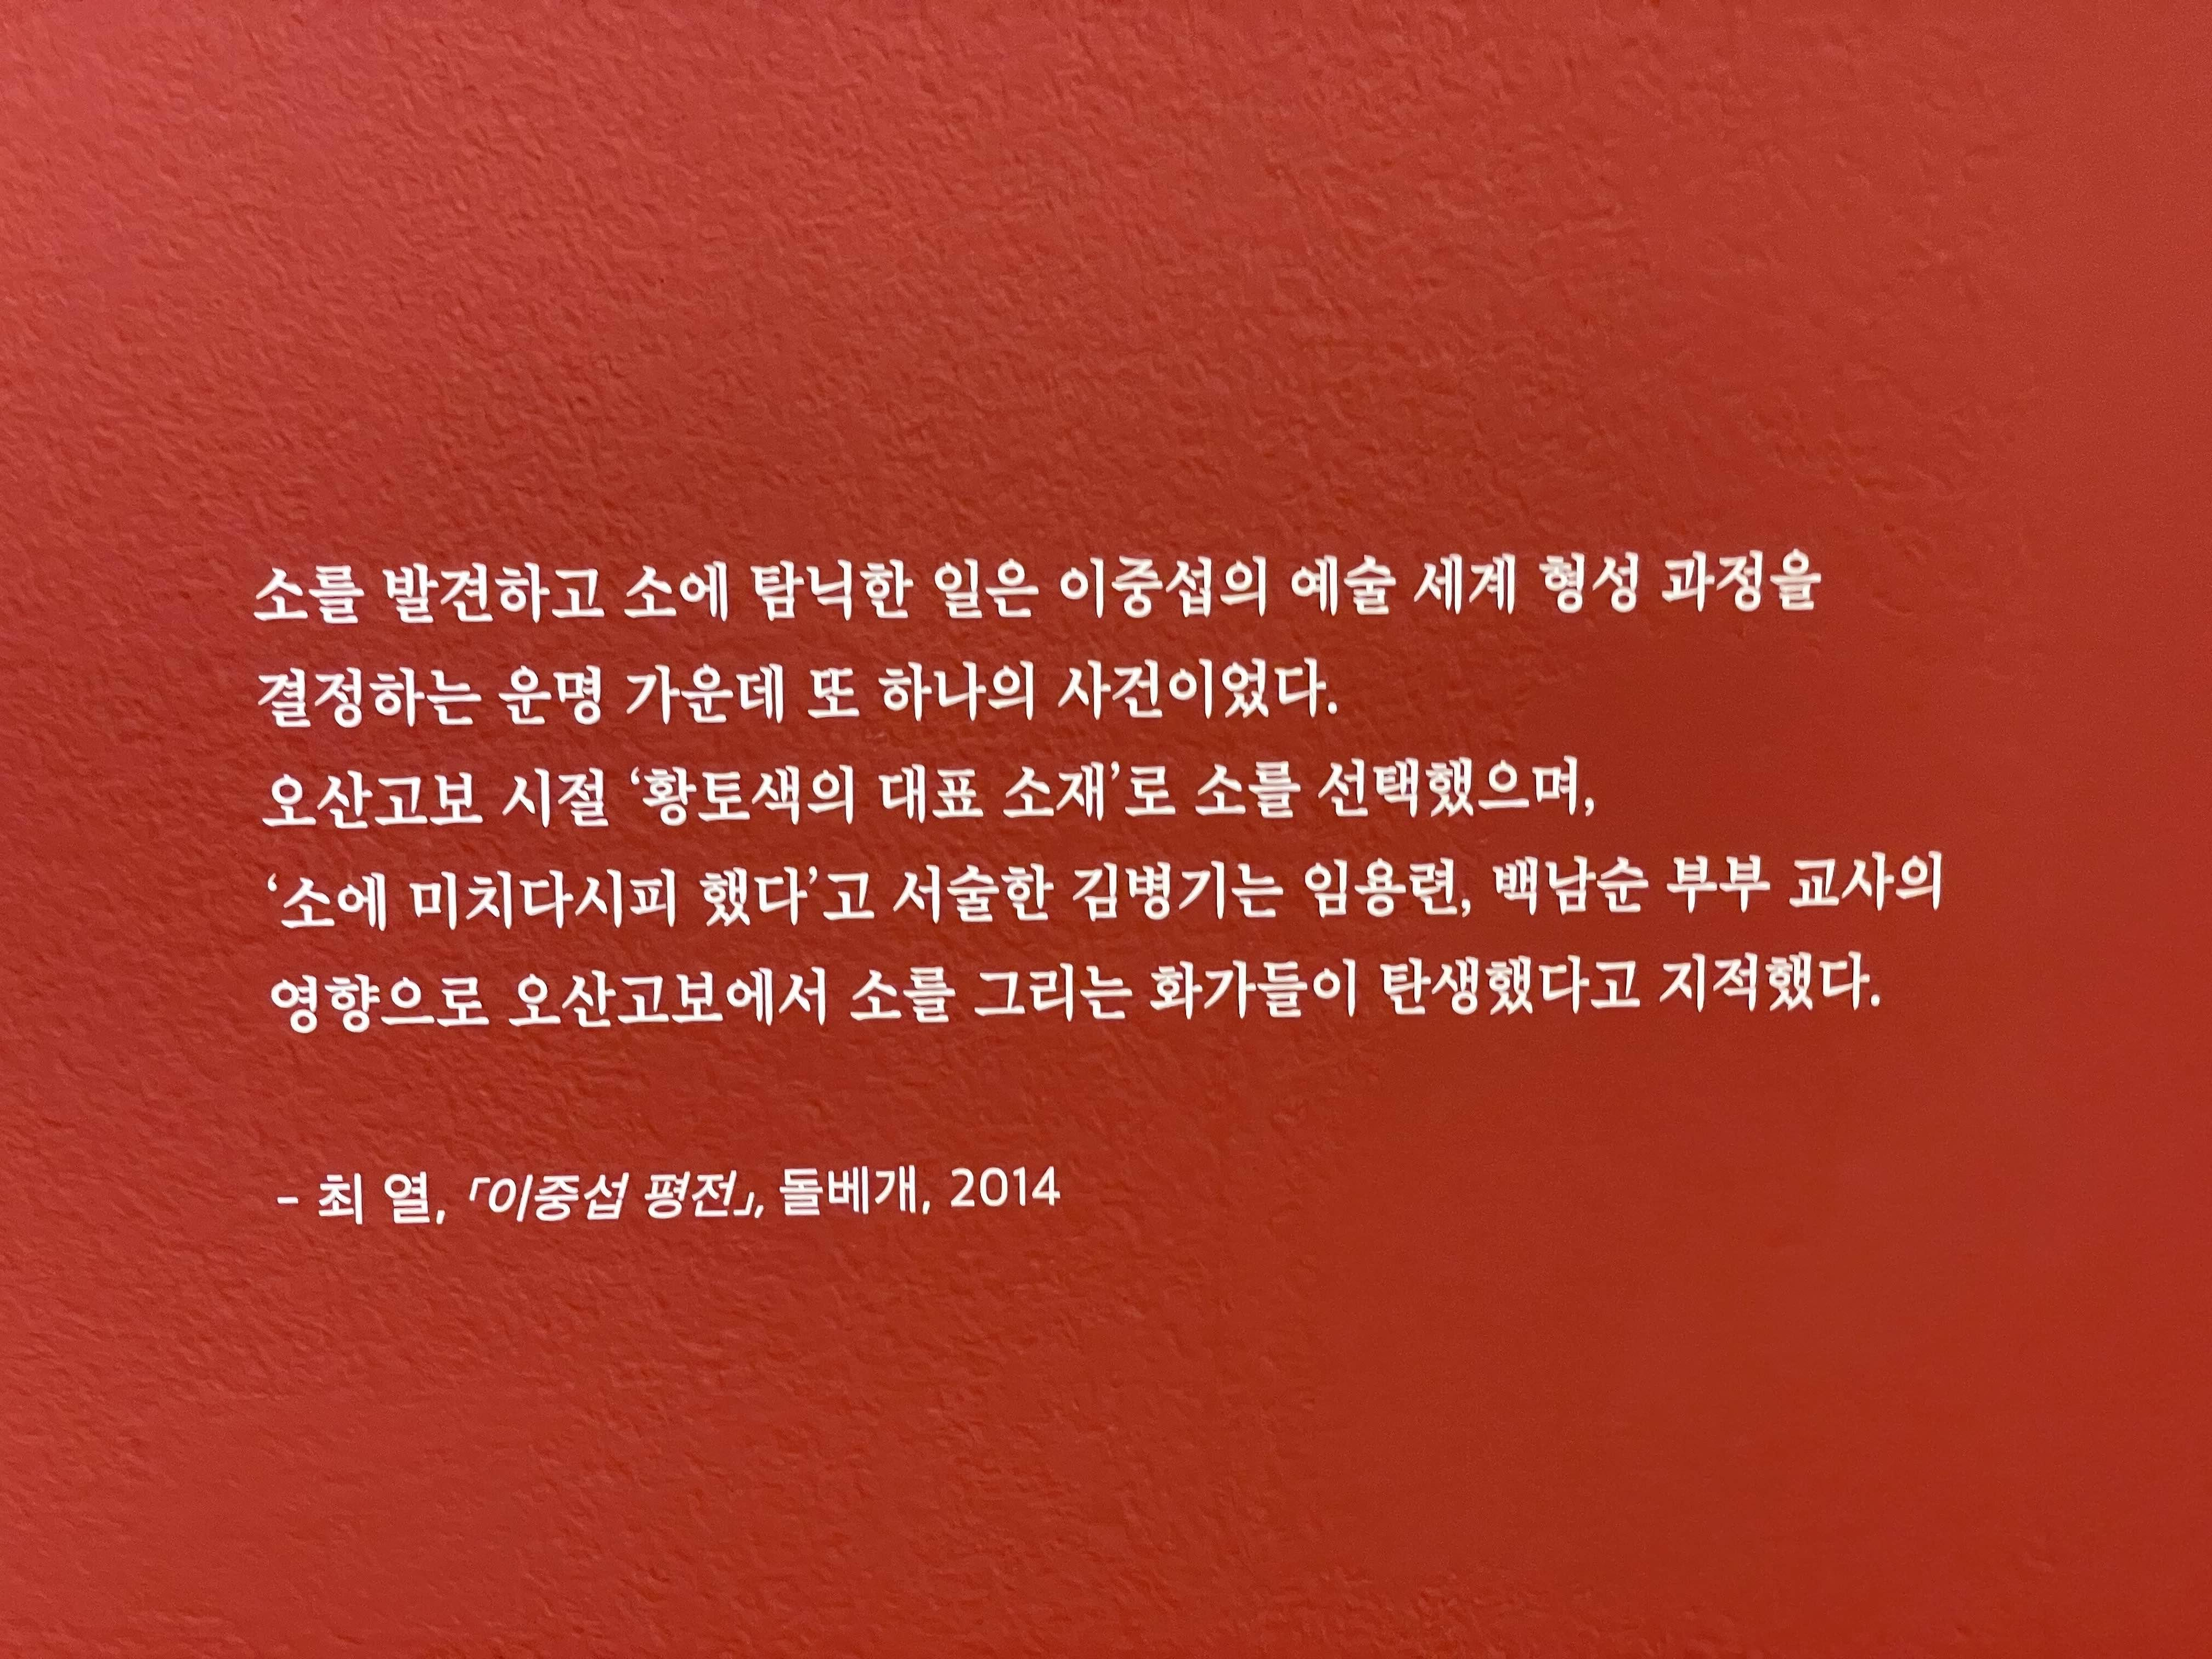 소를 발견하고 소에 탐닉한 일은 이중섭의 예술 세계 형성 과정을
결정하는 운명 가운데 또 하나의 사건이었다.
오산고보 시절 ‘황토색의 대표 소재’로 소를 선택했으며,
‘소에 미치다시피 했다’고 서술한 김병기는 임용련, 백남순 부부 교사의
영향으로 오산고보에서 소를 그리는 화가들이 탄생했다고 지적했다.
- 최 열, 「이중섭 평전」, 돌베개, 2014